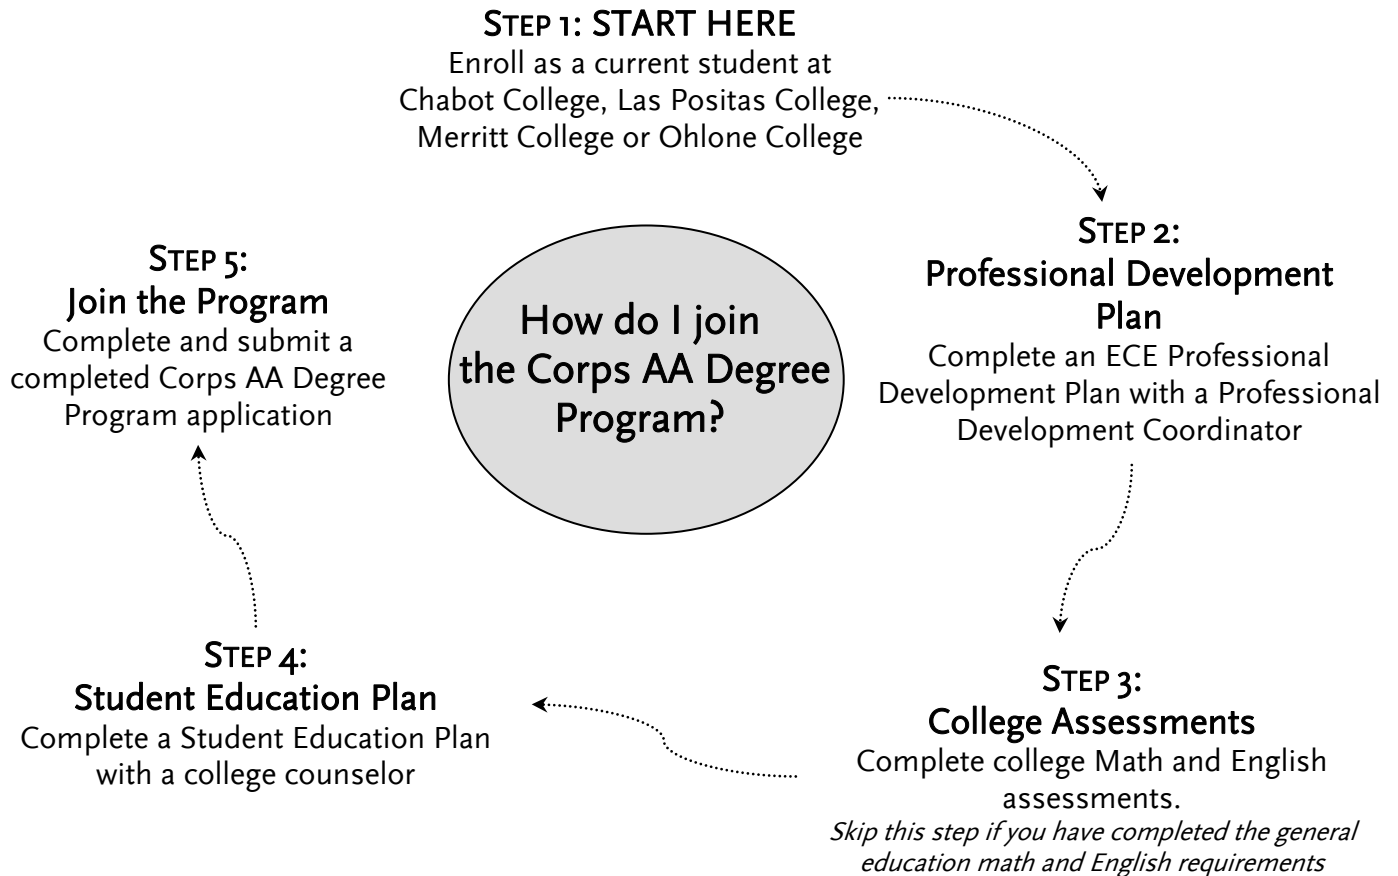 STEP 1: START HERE
Enroll as a current student at
Chabot College, Las Positas College,
Merritt College or Ohlone College
How do I join
the Corps AA Degree
Program?
STEP 2:
Professional Development
Plan
Complete an ECE Professional
Development Plan with a Professional
Development Coordinator
STEP 3:
College Assessments
Complete college Math and English
assessments.
Skip this step if you have completed the general
education math and English requirements
STEP 4:
Student Education Plan
Complete a Student Education Plan
with a college counselor
STEP 5:
Join the Program
Complete and submit a
completed Corps AA Degree
Program application